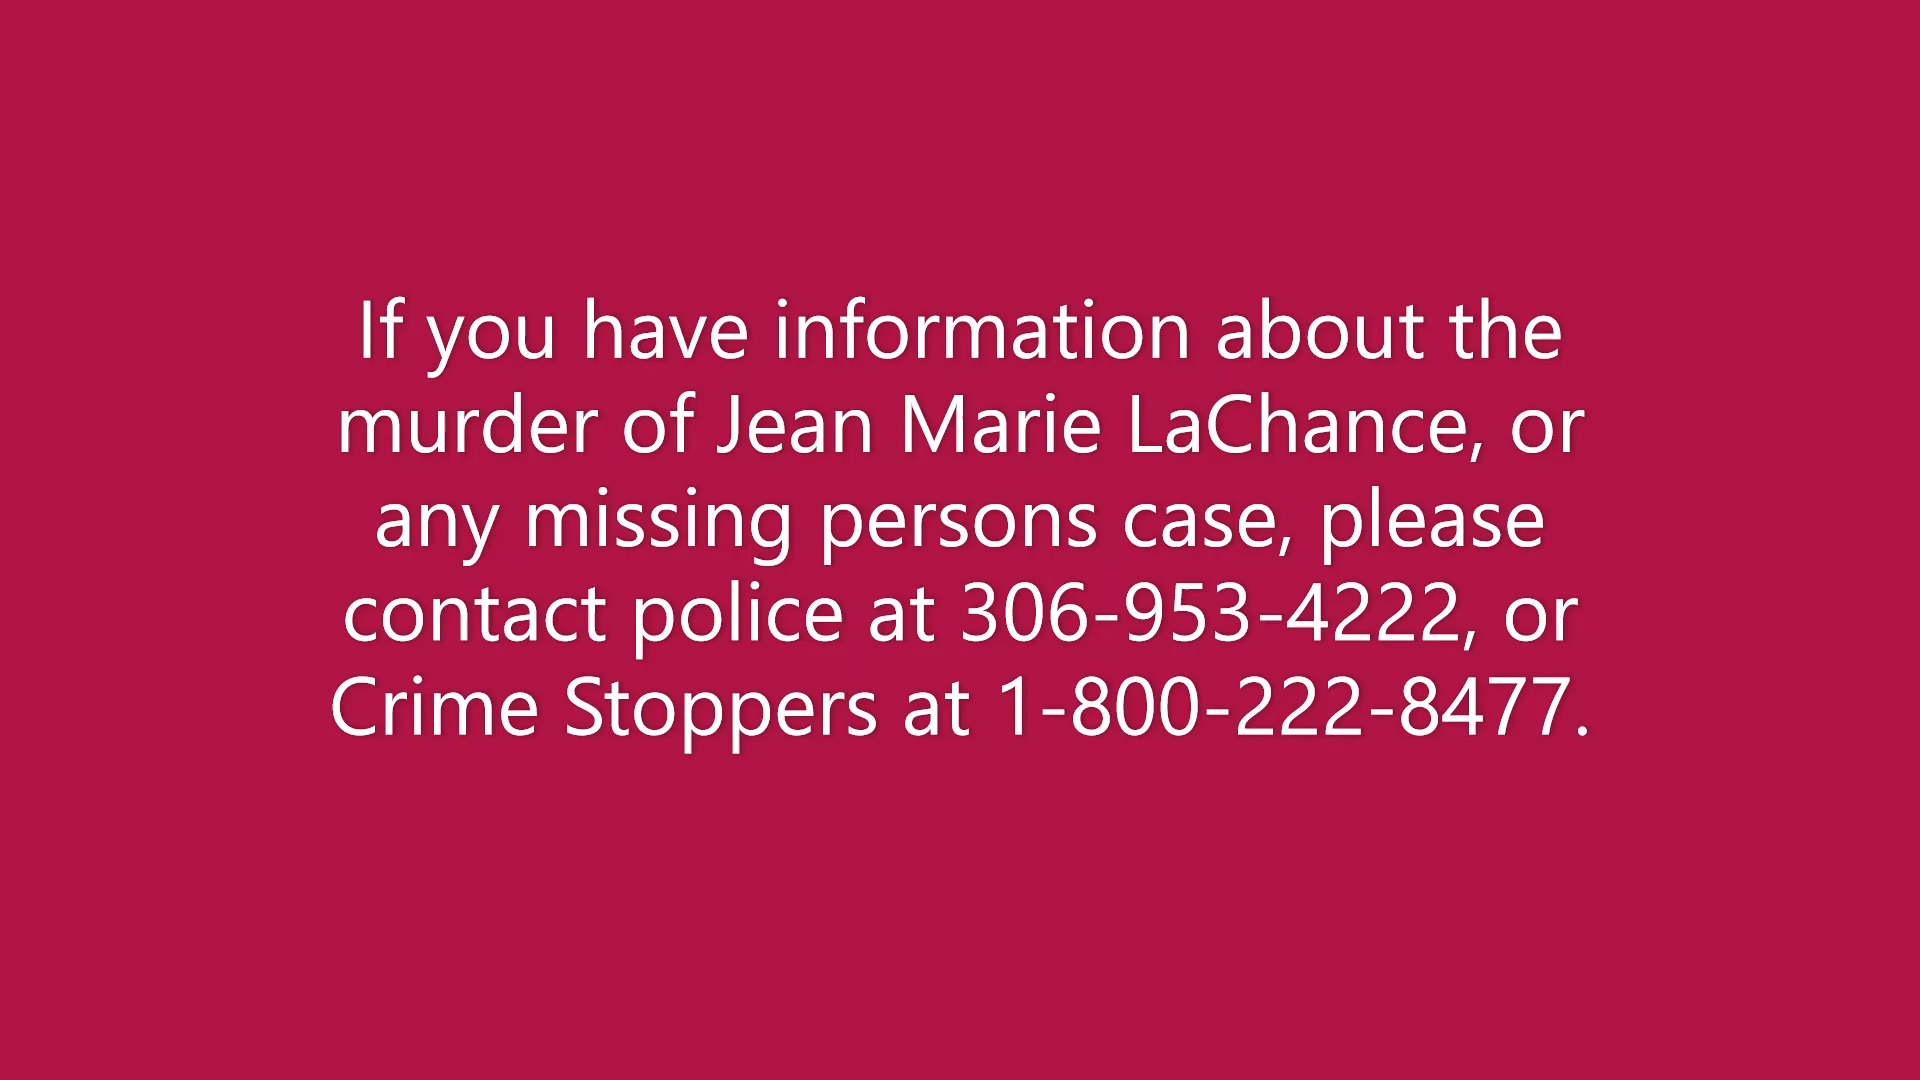 If you have information about the
murder of Jean Marie LaChance, or
any missing persons case, please
contact police at 306-953-4222, or
Crime Stoppers at 1-800-222-8477.